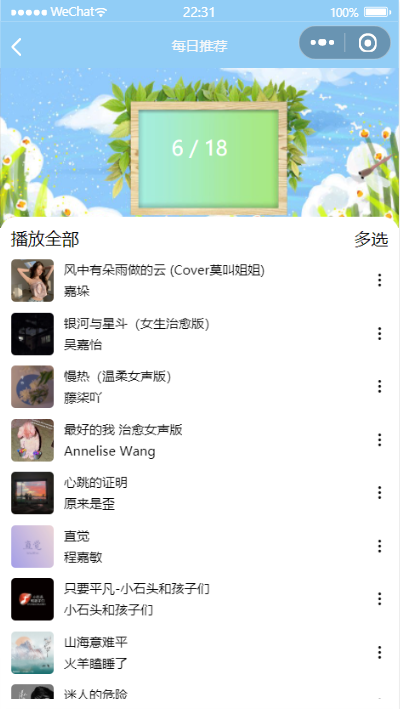 WeChat
22:31
100%
每日推荐
6 / 18
播放全部
多选
风中有朵雨做的云 (Cover莫叫姐姐)
嘉垛
银河与星斗（女生治愈版）
吴嘉怡
慢热（温柔女声版）
藤柒吖
最好的我 治愈女声版
Annelise Wang
心跳的证明
原来是歪
直觉
程嘉敏
只要平凡-小石头和孩子们
小石头和孩子们
山海意难平
火羊瞌睡了
迷人的危险